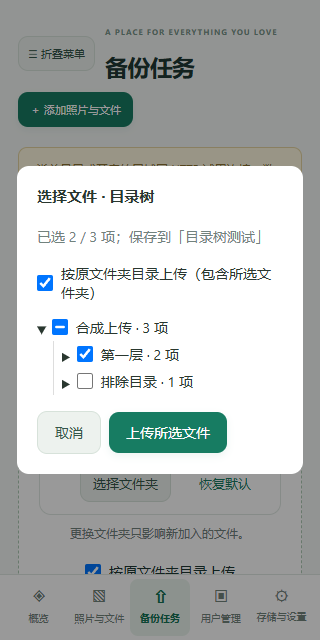 A PLACE FOR EVERYTHING YOU LOVE
☰ 折叠菜单
备份任务
＋ 添加照片与文件
选择文件 · 目录树
已选 2 / 3 项；保存到「目录树测试」
按原文件夹目录上传（包含所选文
件夹）
合成上传 · 3 项
第一层 · 2 项
排除目录 · 1 项
取消
上传所选文件
选择文件夹
恢复默认
更换文件夹只影响新加入的文件。
按原文件夹目录上传
概览
照片与文件
备份任务
用户管理
存储与设置